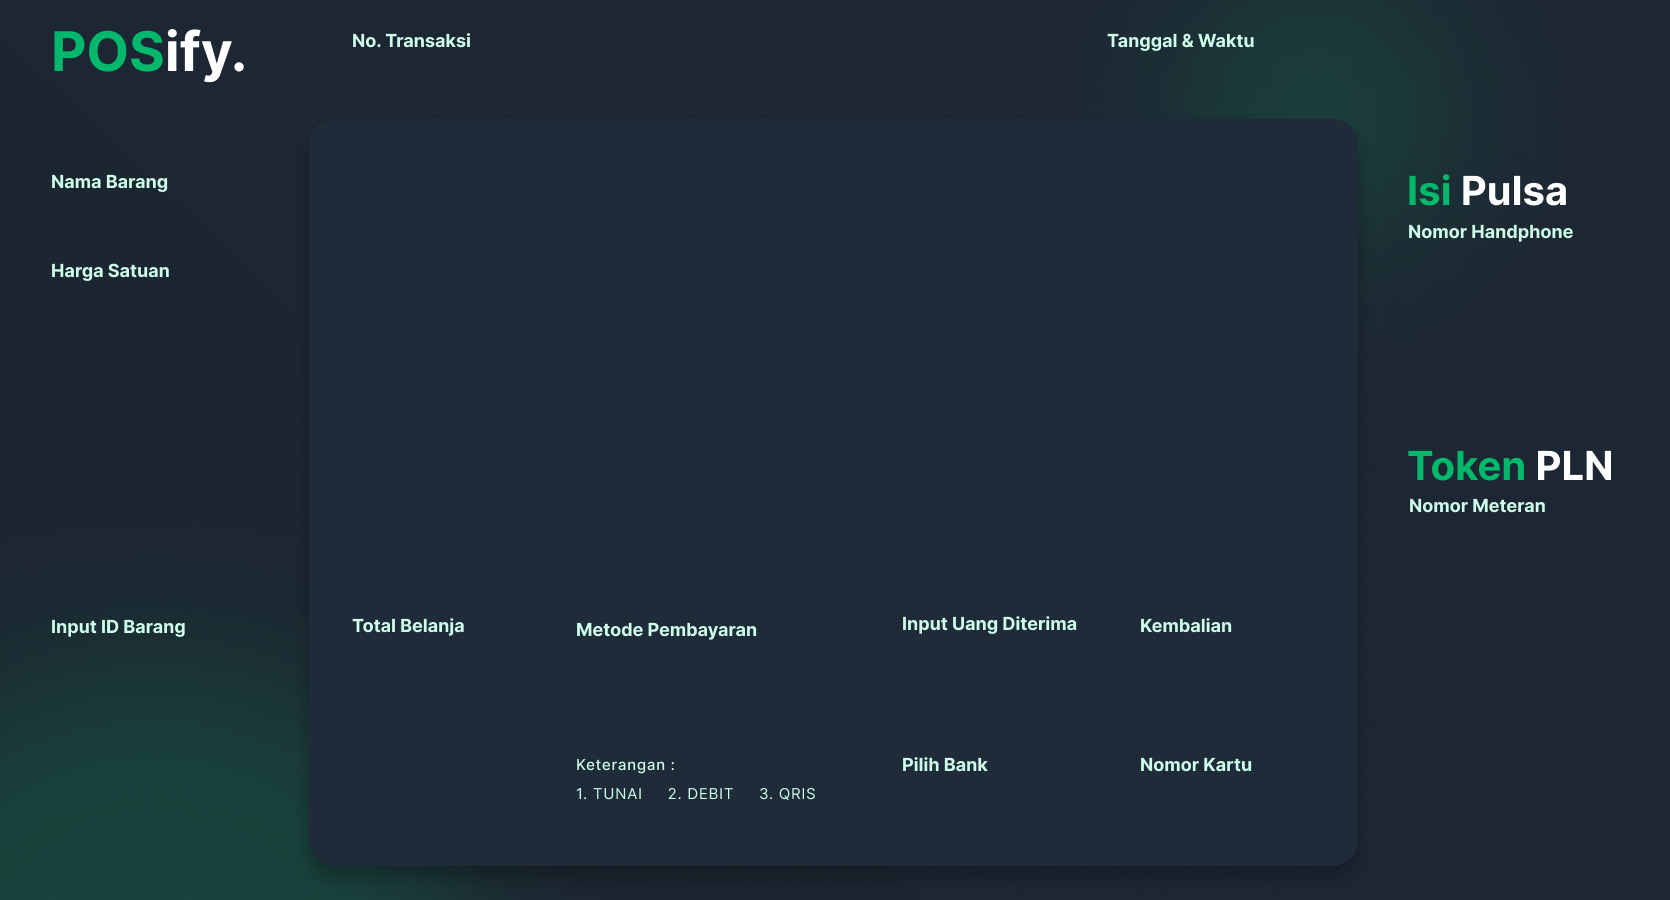 POSify.
No. Transaksi
Tanggal & Waktu
Nama Barang
Harga Satuan
Isi Pulsa
Nomor Handphone
Token PLN
Nomor Meteran
Input ID Barang
Total Belanja
Metode Pembayaran
Input Uang Diterima
Kembalian
Keterangan :
1. TUNAI 2. DEBIT 3. QRIS
Pilih Bank
Nomor Kartu